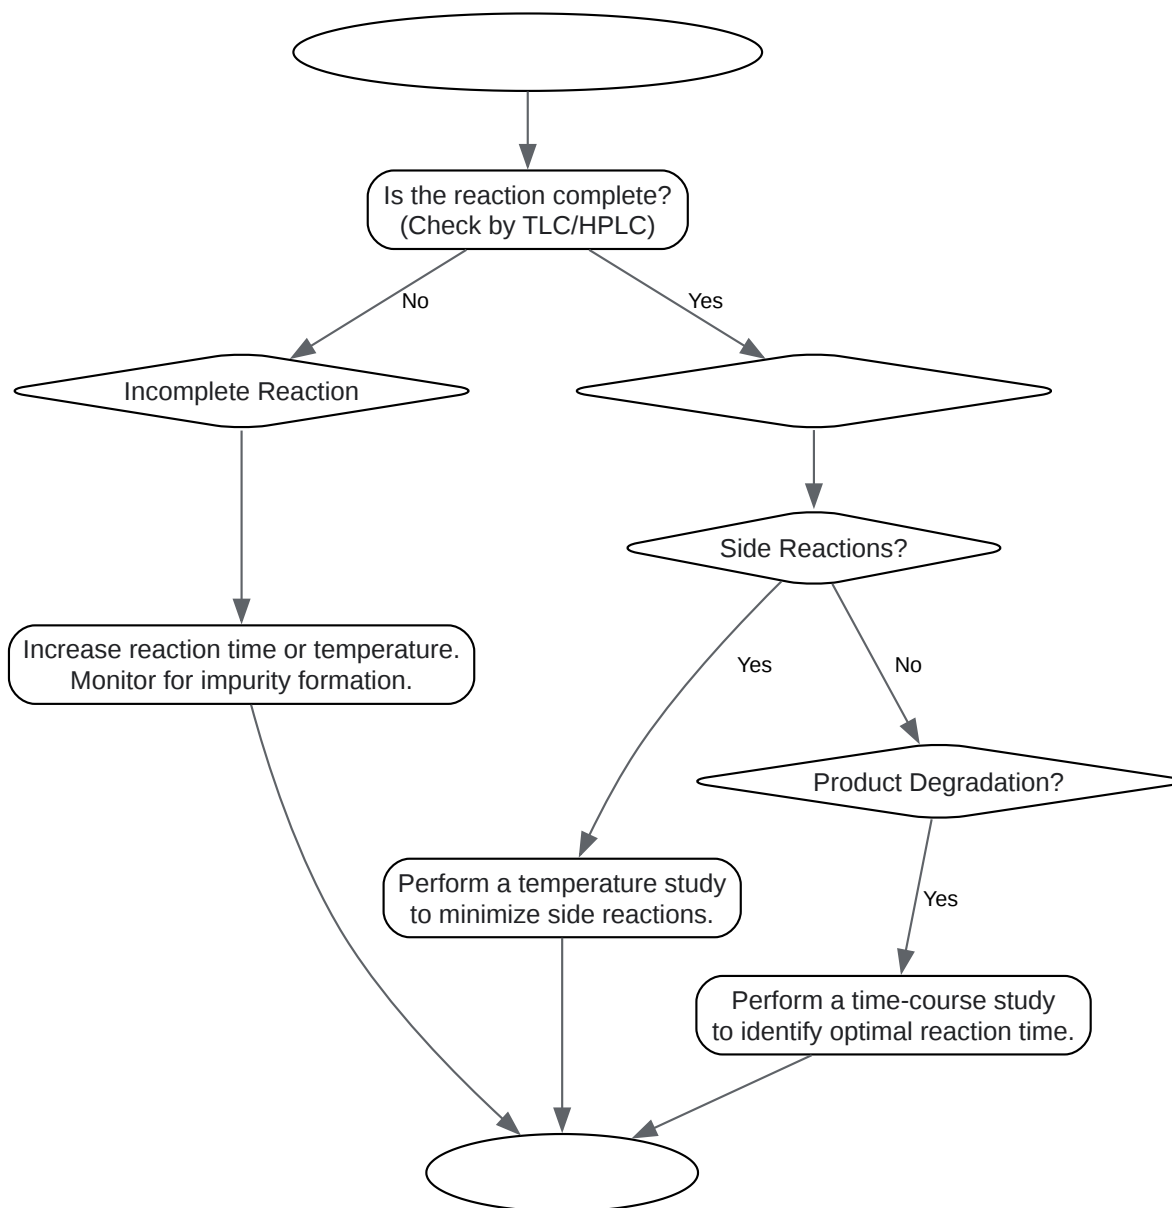 Is the reaction complete?
(Check by TLC/HPLC)
No
Yes
Incomplete Reaction
Side Reactions?
Increase reaction time or temperature.
Monitor for impurity formation.
Yes
No
Product Degradation?
Perform a temperature study
to minimize side reactions.
Yes
Perform a time-course study
to identify optimal reaction time.